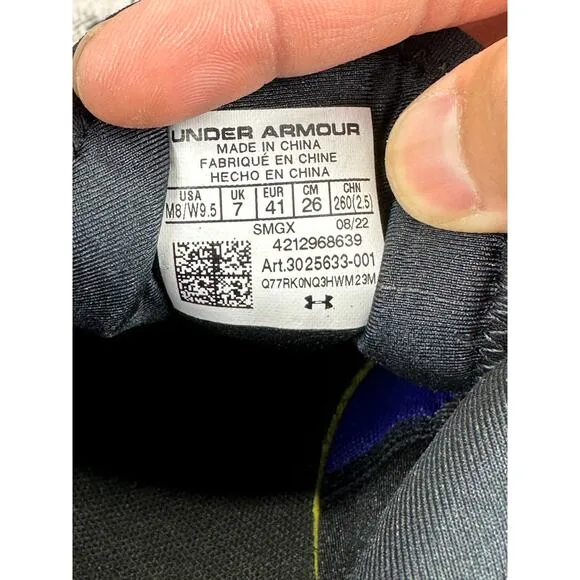 UNDER ARMOUR
MADE IN CHINA
FABRIQUÉ EN CHINE
HECHO EN CHINA
USA UK EUR CM CHN
M8/W9.5 7 41 26 260(2.5)
SMGX 08/22
4212968639
Art.3025633-001
Q77RK0NQ3HWM23M